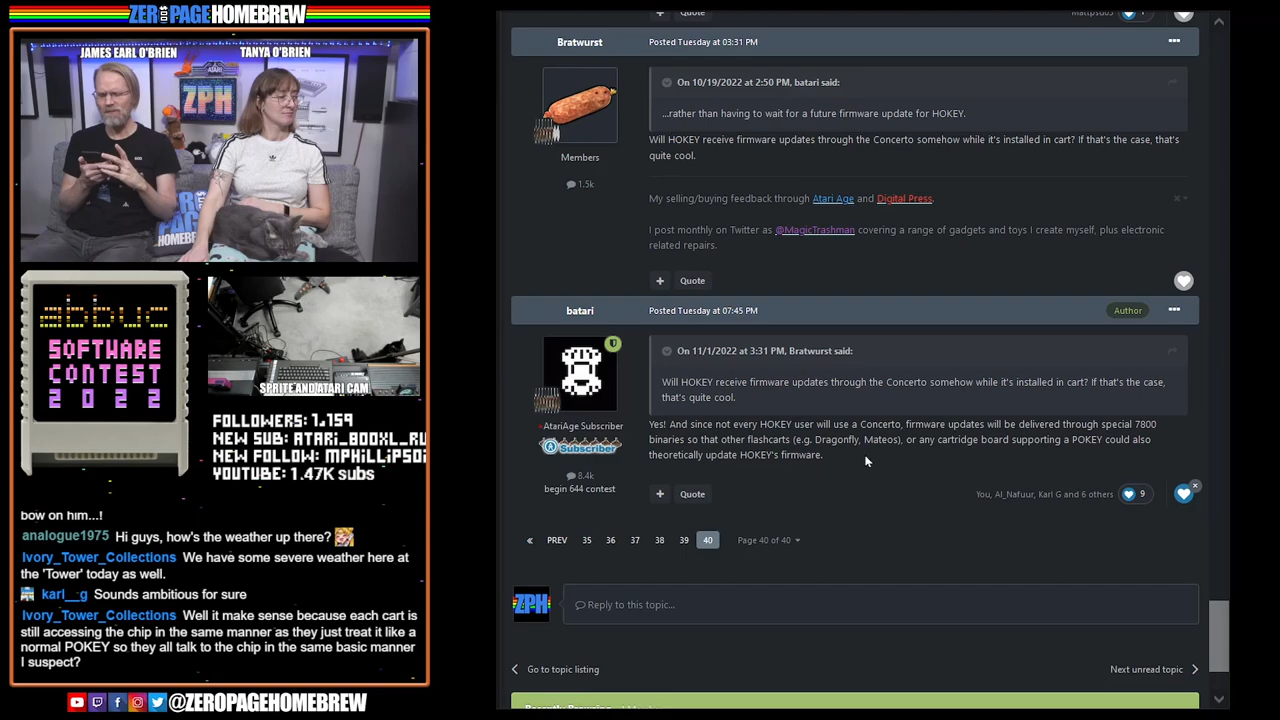 ZERO PAGE HOMEBREW
JAMES EARL O'BRIEN
TANYA O'BRIEN
ATARI
ZPH
abbuc
SOFTWARE
CONTEST
2022
SPRITE AND ATARI CAM
FOLLOWERS: 1,159
NEW SUB: ATARI_800XL_RU
NEW FOLLOW: MPHILLIPSO
YOUTUBE: 1.47K subs
bow on him...!
analogue1975 Hi guys, how's the weather up there?
Ivory_Tower_Collections We have some severe weather here at
the 'Tower' today as well.
karl__g Sounds ambitious for sure
Ivory_Tower_Collections Well it make sense because each cart is
still accessing the chip in the same manner as they just treat it like a
normal POKEY so they all talk to the chip in the same basic manner
I suspect?
@ZEROPAGEHOMEBREW
Quote
Bratwurst Posted Tuesday at 03:31 PM
On 10/19/2022 at 2:50 PM, batari said:
...rather than having to wait for a future firmware update for HOKEY.
Will HOKEY receive firmware updates through the Concerto somehow while it's installed in cart? If that's the case, that's
quite cool.
Members
1.5k
My selling/buying feedback through Atari Age and Digital Press.
I post monthly on Twitter as @MagicTrashman covering a range of gadgets and toys I create myself, plus electronic
related repairs.
+ Quote
batari Posted Tuesday at 07:45 PM Author
On 11/1/2022 at 3:31 PM, Bratwurst said:
Will HOKEY receive firmware updates through the Concerto somehow while it's installed in cart? If that's the case,
that's quite cool.
Yes! And since not every HOKEY user will use a Concerto, firmware updates will be delivered through special 7800
binaries so that other flashcarts (e.g. Dragonfly, Mateos), or any cartridge board supporting a POKEY could also
theoretically update HOKEY's firmware.
AtariAge Subscriber
Subscriber
8.4k
begin 644 contest
+ Quote You, Al_Nafuur, Karl G and 6 others 9
« PREV 35 36 37 38 39 40 Page 40 of 40
ZPH Reply to this topic...
Go to topic listing Next unread topic